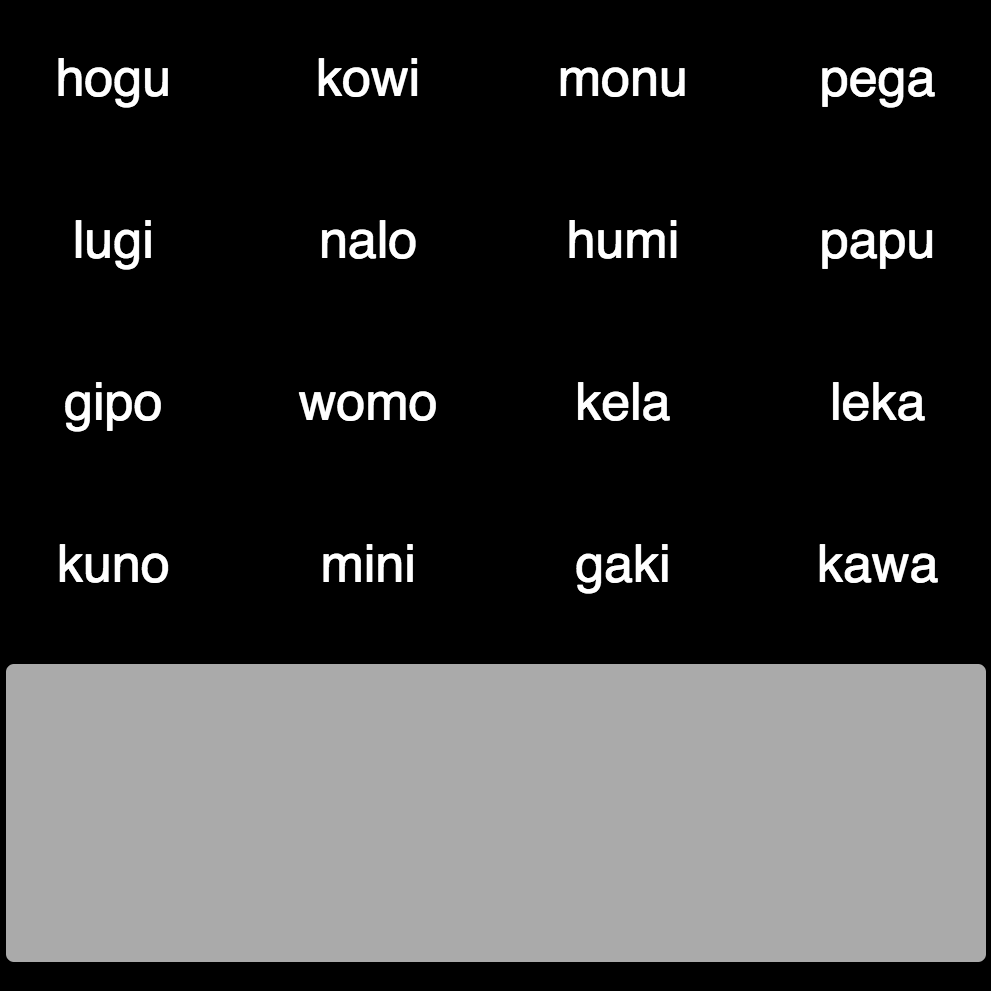 hogu kowi monu pega
lugi nalo humi papu
gipo womo kela leka
kuno mini gaki kawa